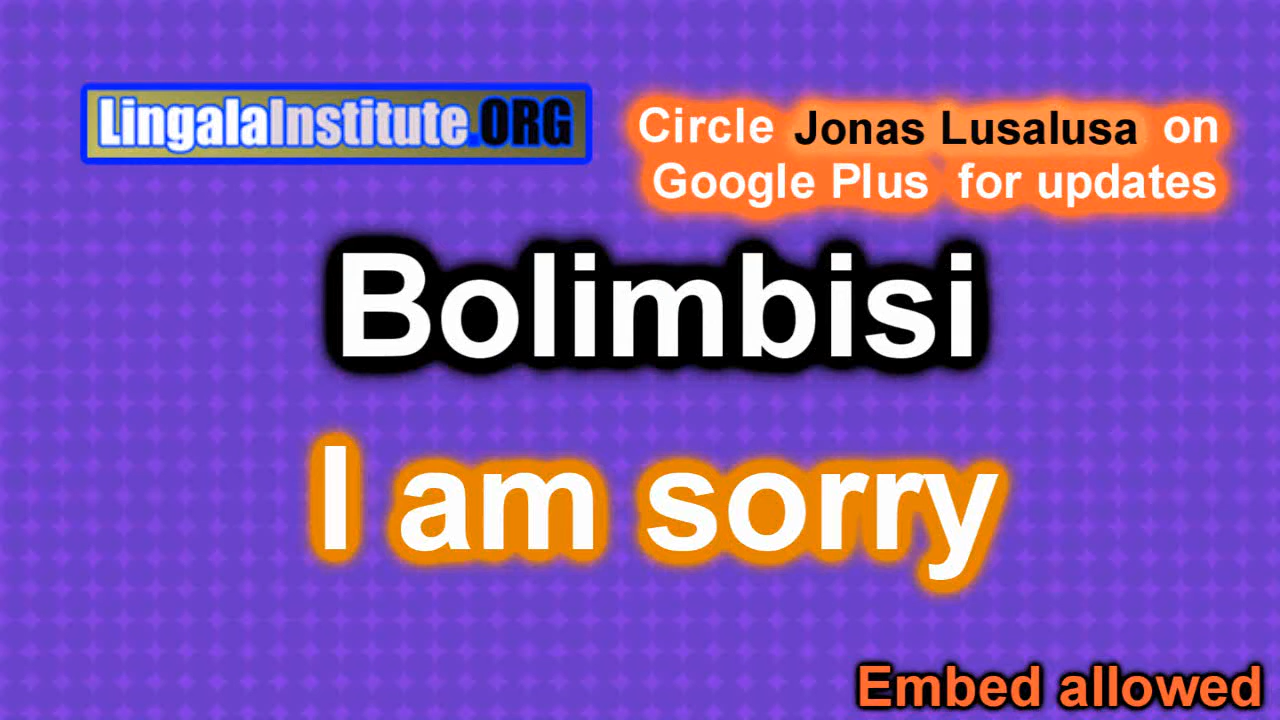 LingalaInstitute.ORG
Circle Jonas Lusalusa on
Google Plus for updates
Bolimbisi
I am sorry
Embed allowed